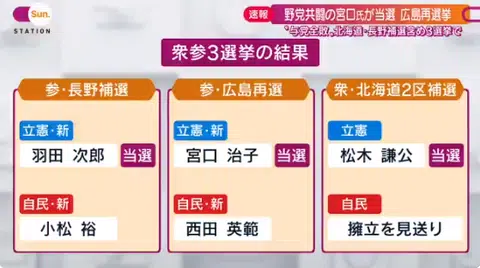 Sun.
STATION
速報
野党共闘の宮口氏が当選 広島再選挙
“与党全敗”北海道・長野補選含め3選挙で
衆参3選挙の結果
参・長野補選
立憲・新
羽田 次郎
当選
自民・新
小松 裕
参・広島再選
立憲・新
宮口 治子
当選
自民・新
西田 英範
衆・北海道2区補選
立憲
松木 謙公
当選
自民
擁立を見送り